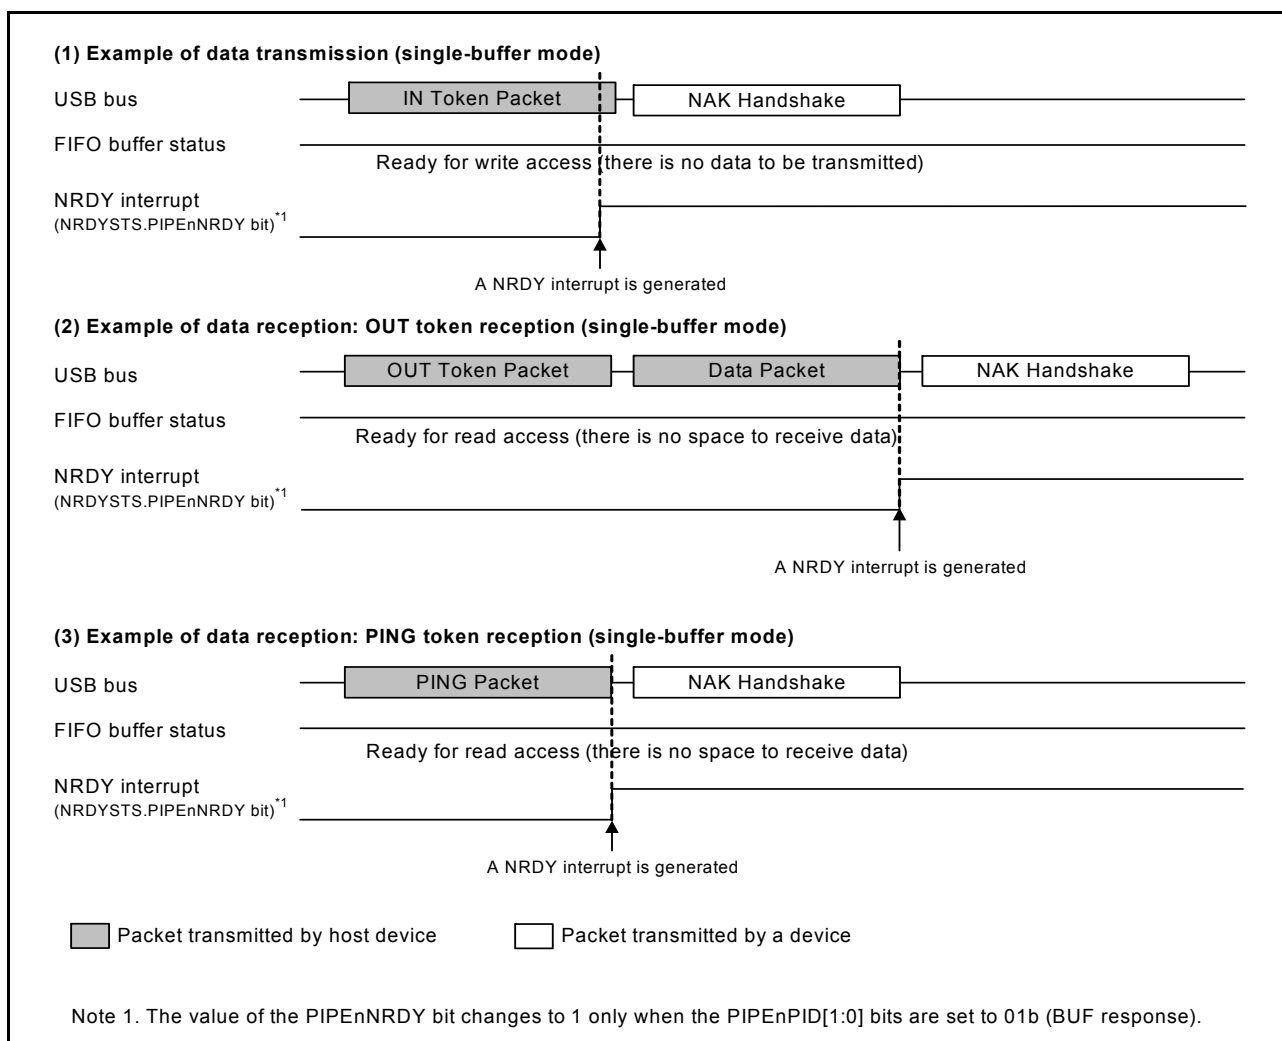 (1) Example of data transmission (single-buffer mode)
USB bus
IN Token Packet
NAK Handshake
FIFO buffer status
Ready for write access (there is no data to be transmitted)
NRDY interrupt
(NRDYSTS.PIPEnNRDY bit)*1
A NRDY interrupt is generated
(2) Example of data reception: OUT token reception (single-buffer mode)
USB bus
OUT Token Packet
Data Packet
NAK Handshake
FIFO buffer status
Ready for read access (there is no space to receive data)
NRDY interrupt
(NRDYSTS.PIPEnNRDY bit)*1
A NRDY interrupt is generated
(3) Example of data reception: PING token reception (single-buffer mode)
USB bus
PING Packet
NAK Handshake
FIFO buffer status
Ready for read access (there is no space to receive data)
NRDY interrupt
(NRDYSTS.PIPEnNRDY bit)*1
A NRDY interrupt is generated
Packet transmitted by host device
Packet transmitted by a device
Note 1. The value of the PIPEnNRDY bit changes to 1 only when the PIPEnPID[1:0] bits are set to 01b (BUF response).